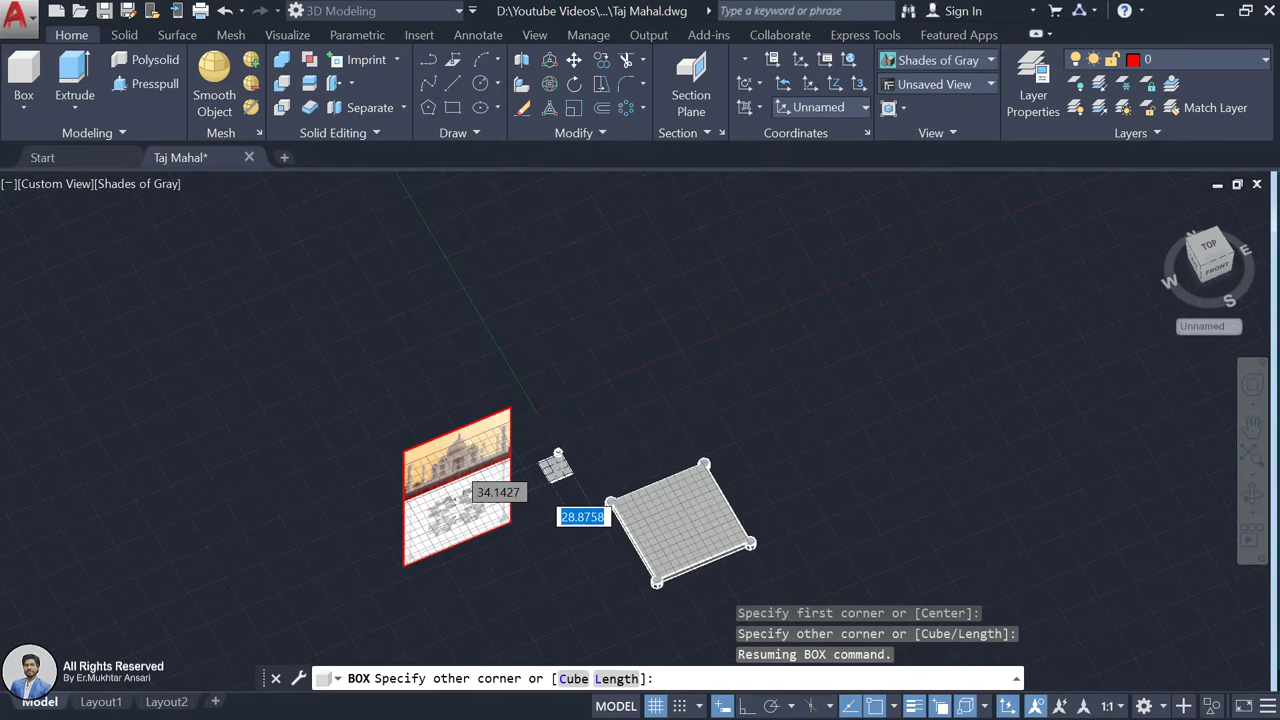 3D Modeling
D:\Youtube Videos\...\Taj Mahal.dwg
Type a keyword or phrase
Sign In
Home Solid Surface Mesh Visualize Parametric Insert Annotate View Manage Output Add-ins Collaborate Express Tools Featured Apps
Box
Extrude
Polysolid
Presspull
Modeling
Smooth
Object
Mesh
Imprint
Separate
Solid Editing
Draw
Modify
Section
Plane
Section
Unnamed
Coordinates
Shades of Gray
Unsaved View
View
Layer
Properties
0
Match Layer
Layers
Start
Taj Mahal*
[−][Custom View][Shades of Gray]
TOP
FRONT
E
W
S
Unnamed
34.1427
28.8758
Specify first corner or [Center]:
Specify other corner or [Cube/Length]:
Resuming BOX command.
BOX Specify other corner or [Cube Length]:
All Rights Reserved
By Er.Mukhtar Ansari
Model Layout1 Layout2
MODEL
1:1